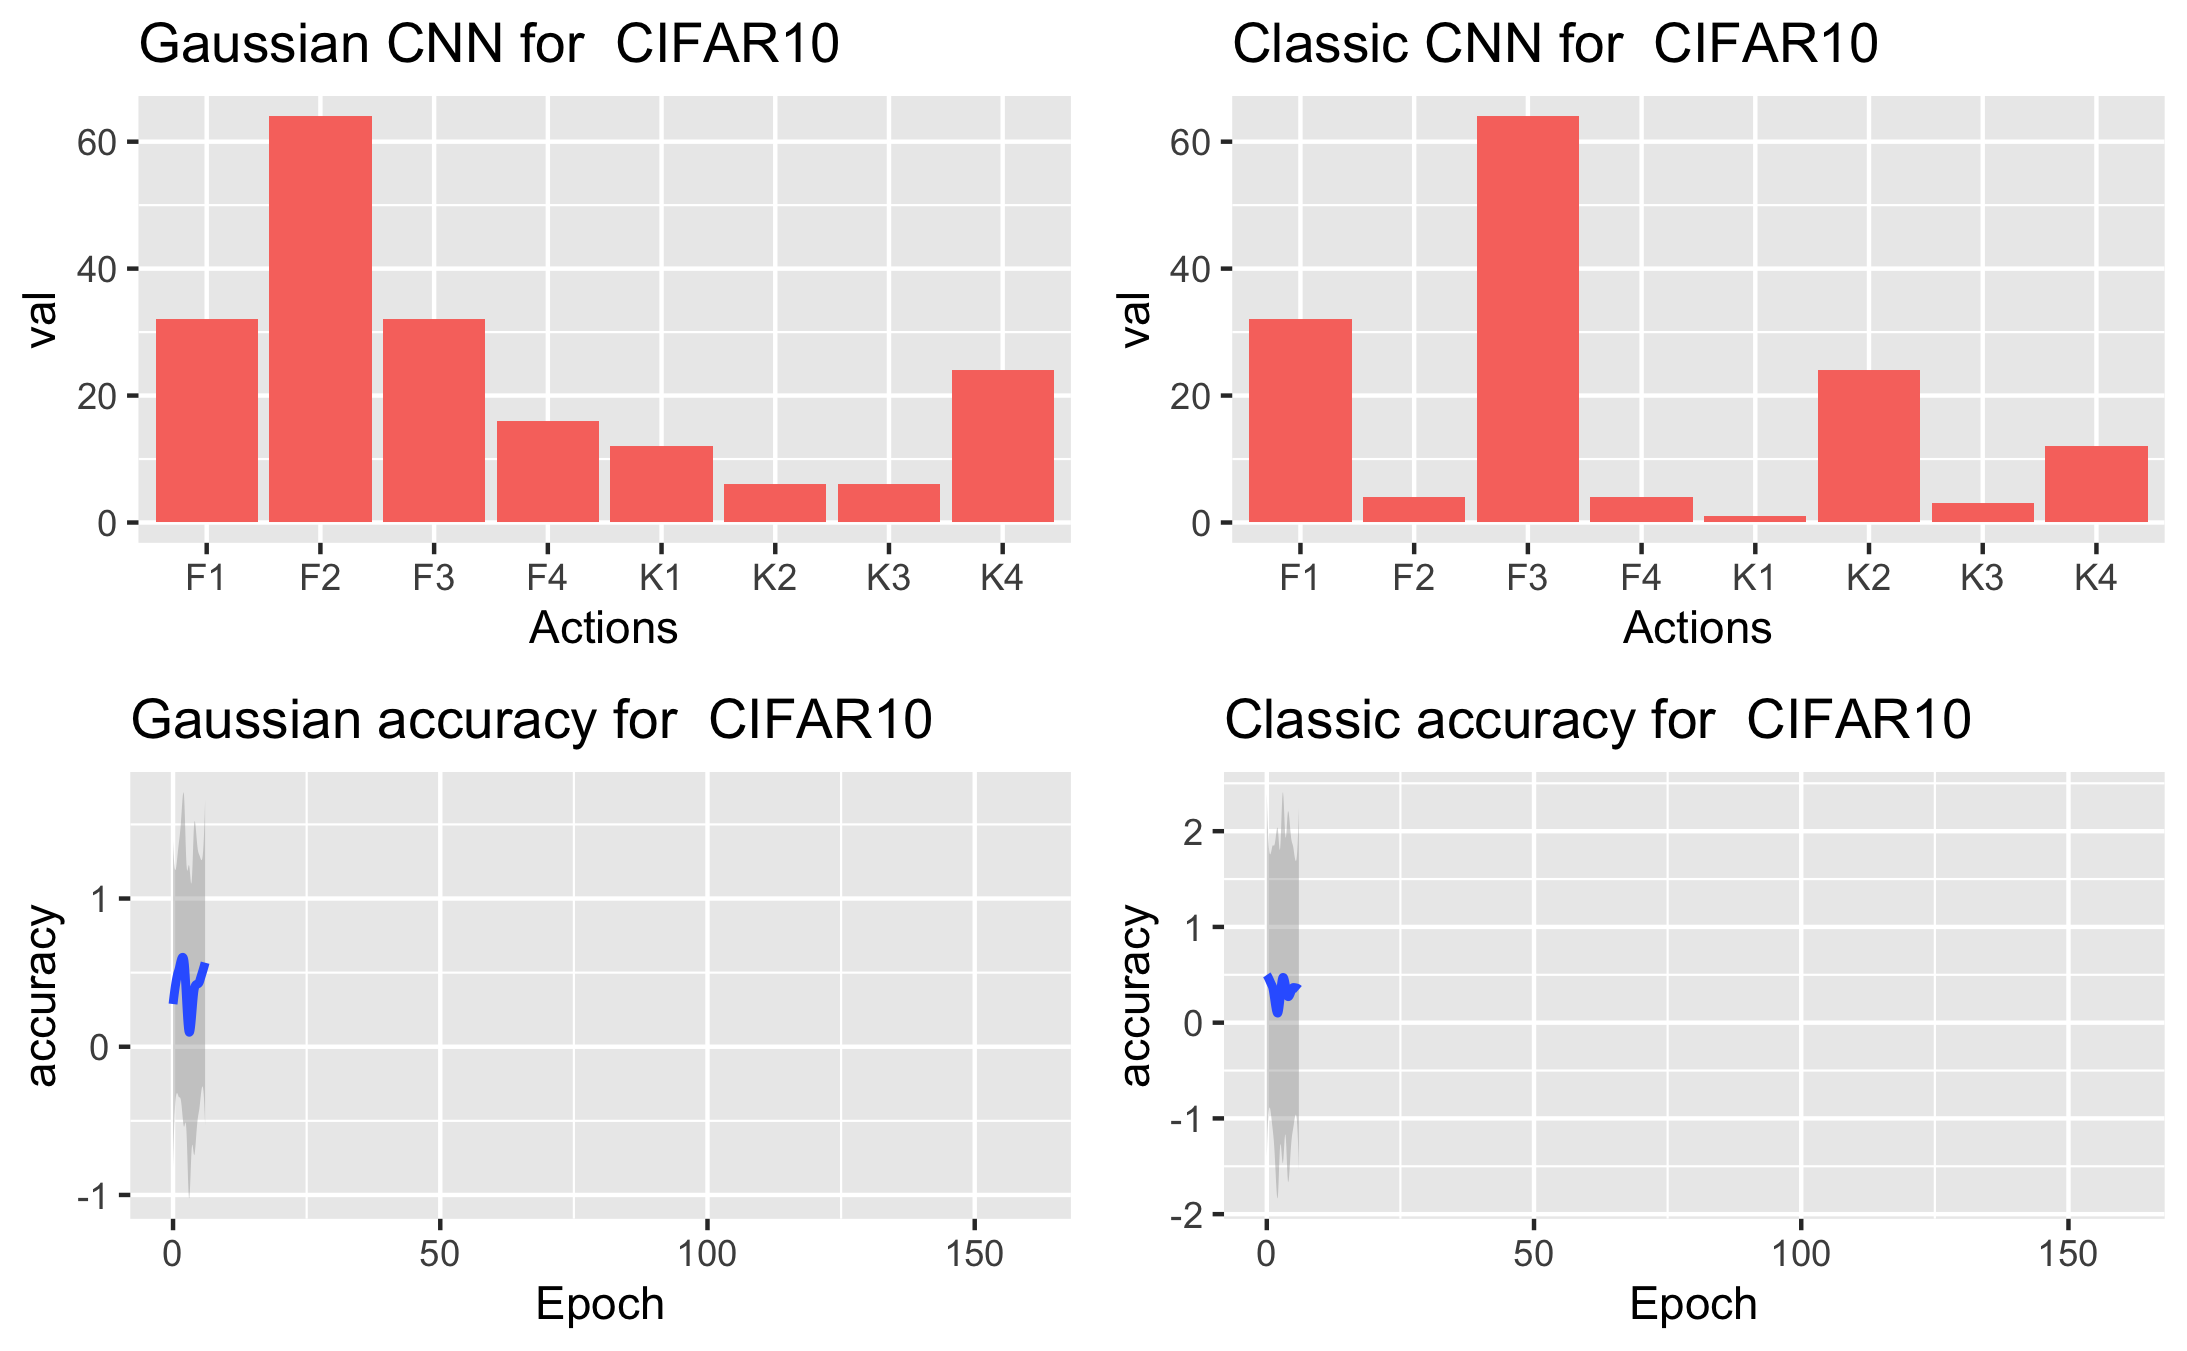 Gaussian CNN for  CIFAR10
60
40
20
0
val
F1 F2 F3 F4 K1 K2 K3 K4
Actions
Classic CNN for  CIFAR10
60
40
20
0
val
F1 F2 F3 F4 K1 K2 K3 K4
Actions
Gaussian accuracy for  CIFAR10
1
0
-1
accuracy
0 50 100 150
Epoch
Classic accuracy for  CIFAR10
2
1
0
-1
-2
accuracy
0 50 100 150
Epoch